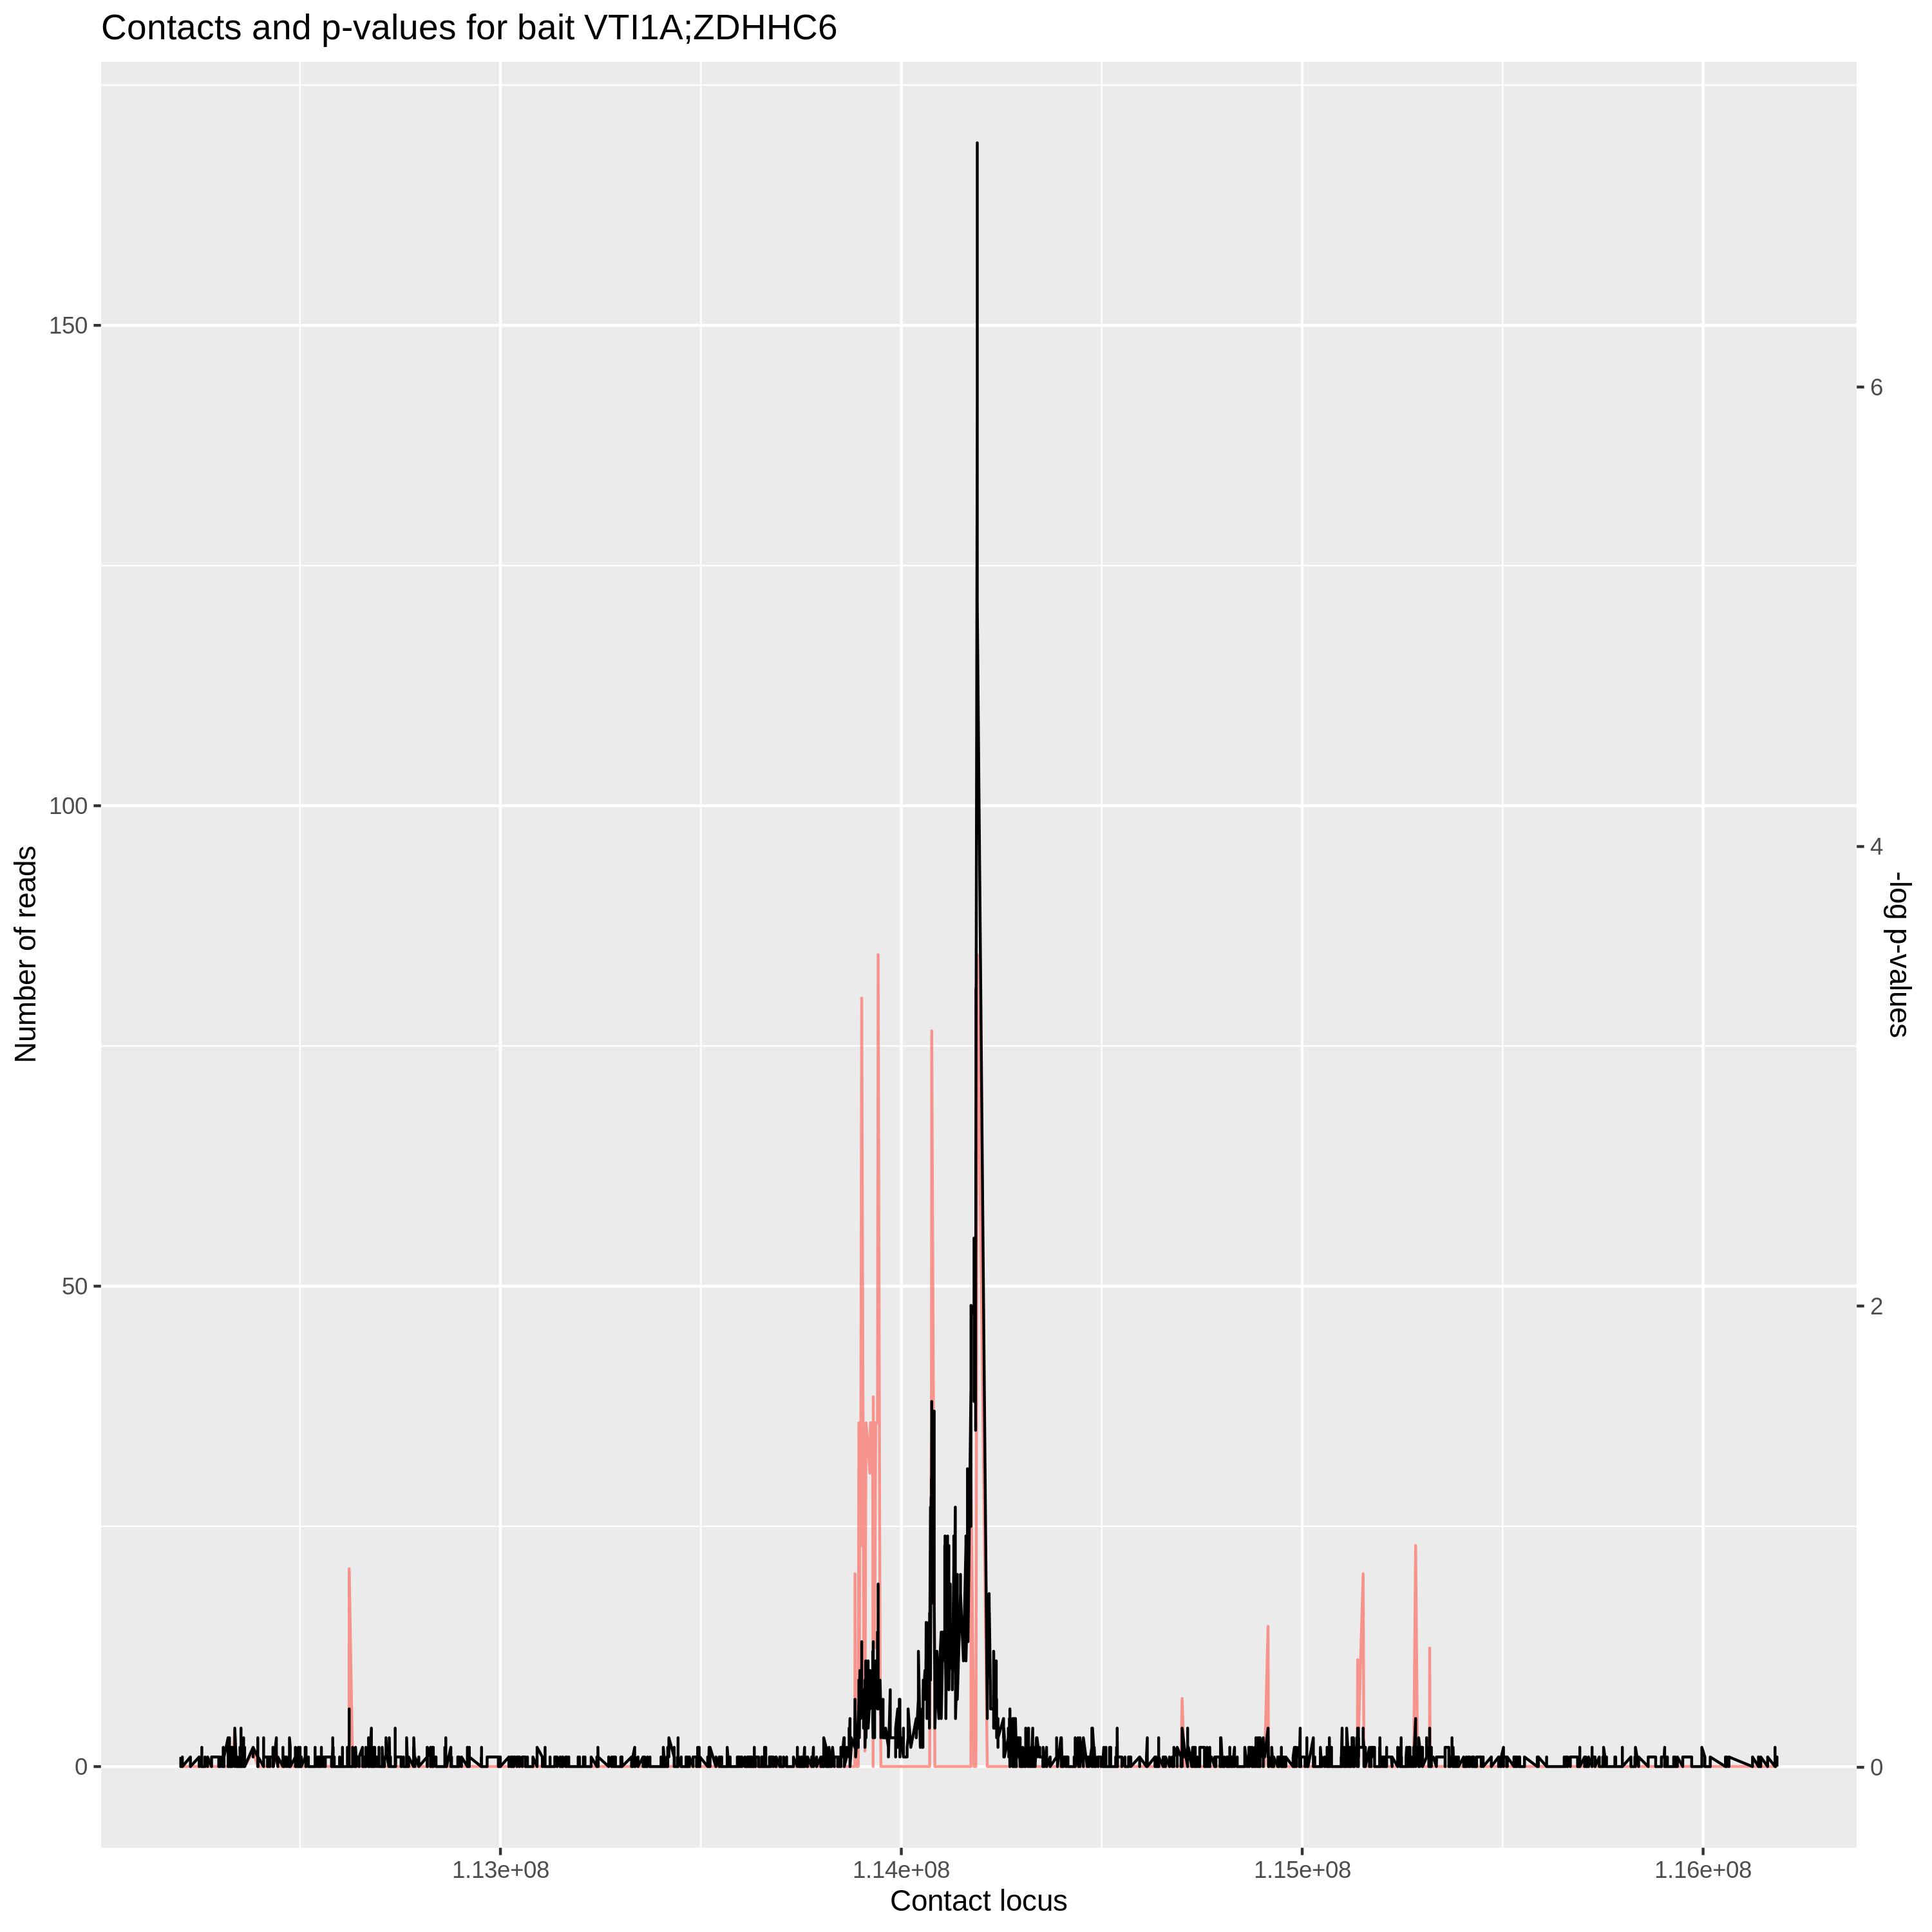 Contacts and p-values for bait VTI1A;ZDHHC6
150
100
50
0
Number of reads
6
4
2
0
-log p-values
1.13e+08
1.14e+08
1.15e+08
1.16e+08
Contact locus